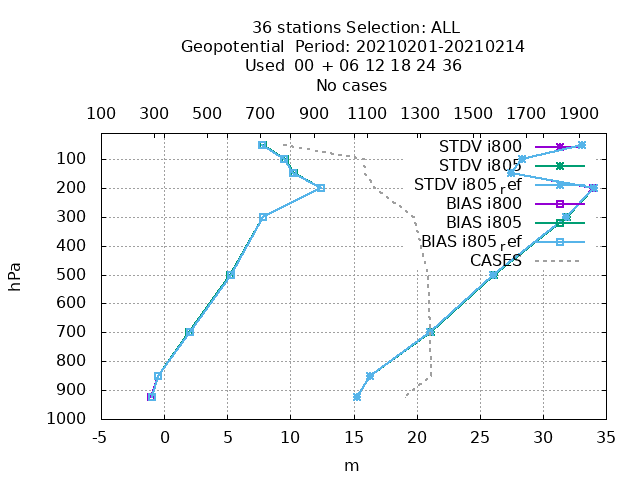 36 stations Selection: ALL
Geopotential  Period: 20210201-20210214
Used  00 + 06 12 18 24 36
No cases
100 300 500 700 900 1100 1300 1500 1700 1900
STDV i800
STDV i805
STDV i805ref
BIAS i800
BIAS i805
BIAS i805ref
CASES
100
200
300
400
500
600
700
800
900
1000
hPa
-5 0 5 10 15 20 25 30 35
m